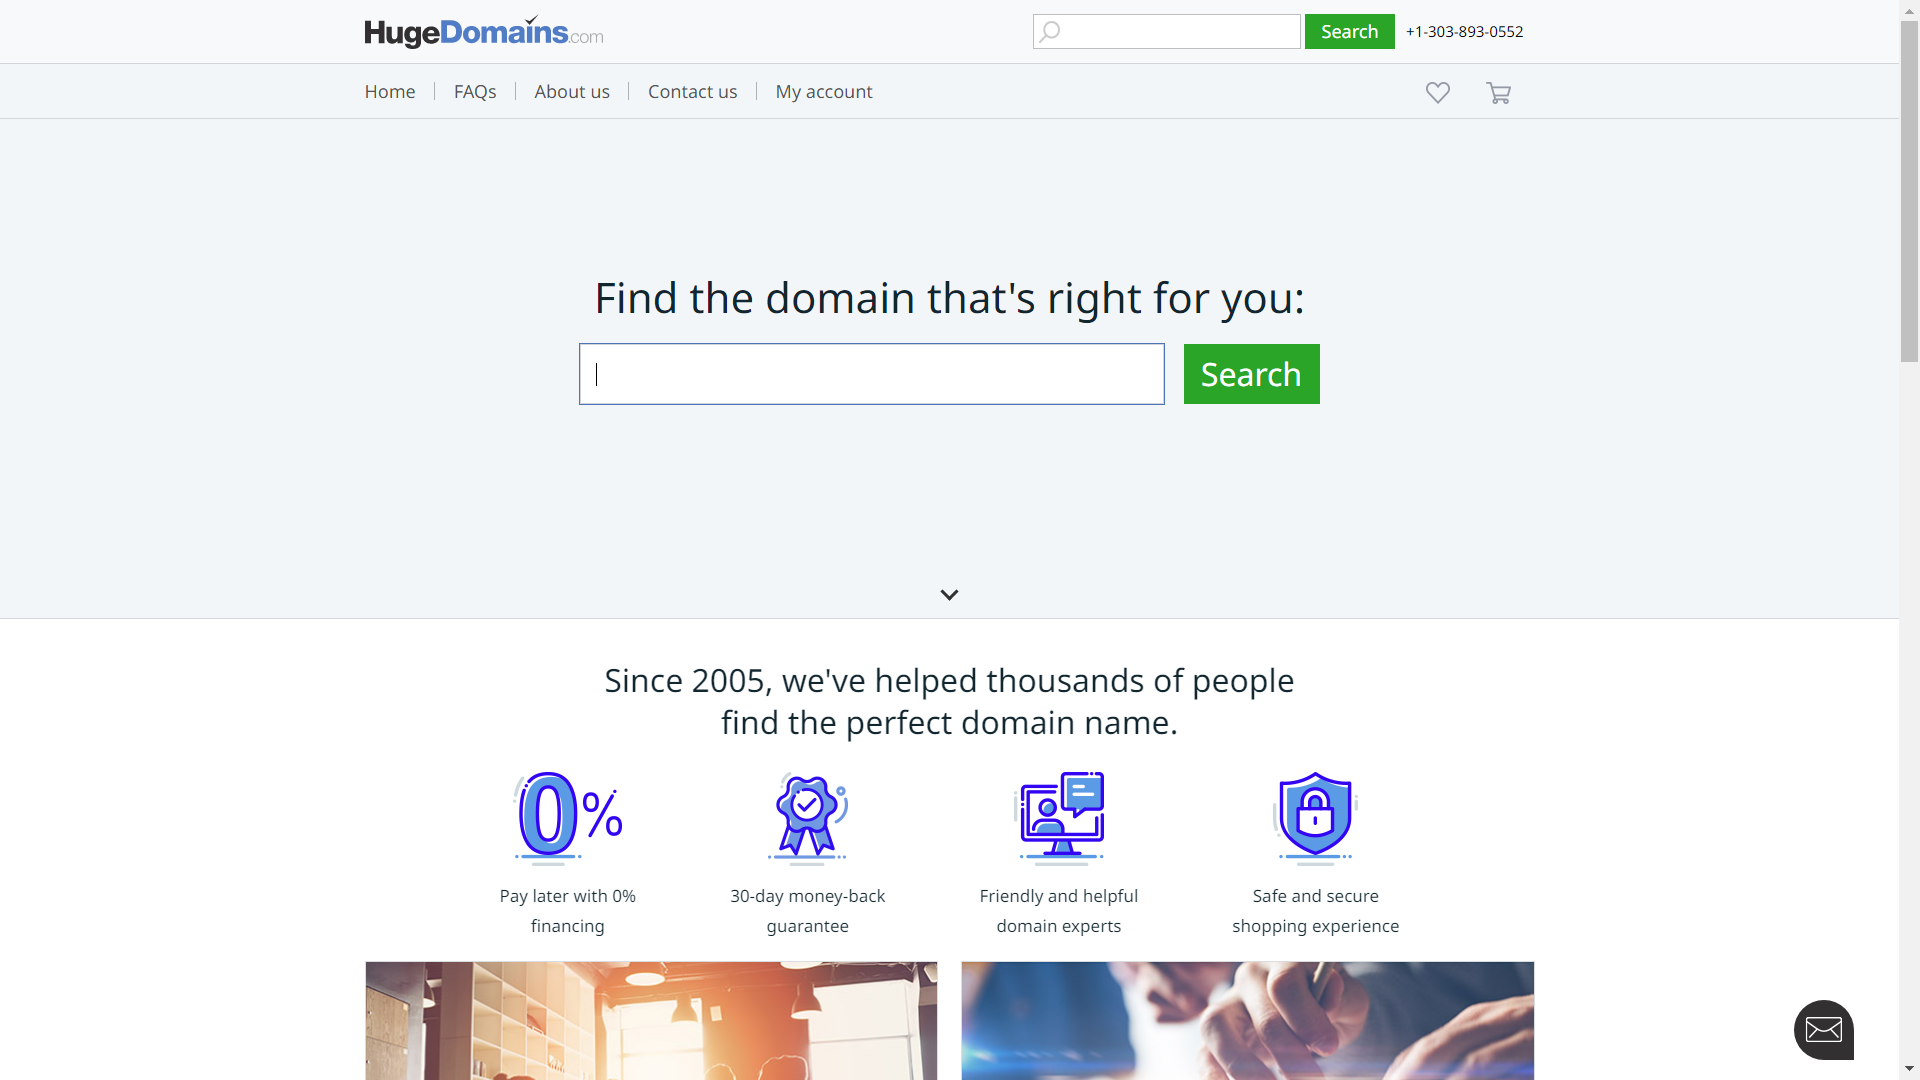 HugeDomains.com
Search
+1-303-893-0552
Home
FAQs
About us
Contact us
My account
Find the domain that's right for you:
Search
Since 2005, we've helped thousands of people
find the perfect domain name.
0%
Pay later with 0%
financing
30-day money-back
guarantee
Friendly and helpful
domain experts
Safe and secure
shopping experience